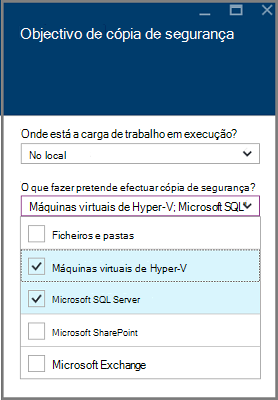 Objectivo de cópia de segurança
Onde está a carga de trabalho em execução?
No local
O que fazer pretende efectuar cópia de segurança?
Máquinas virtuais de Hyper-V; Microsoft SQL
Ficheiros e pastas
Máquinas virtuais de Hyper-V
Microsoft SQL Server
Microsoft SharePoint
Microsoft Exchange